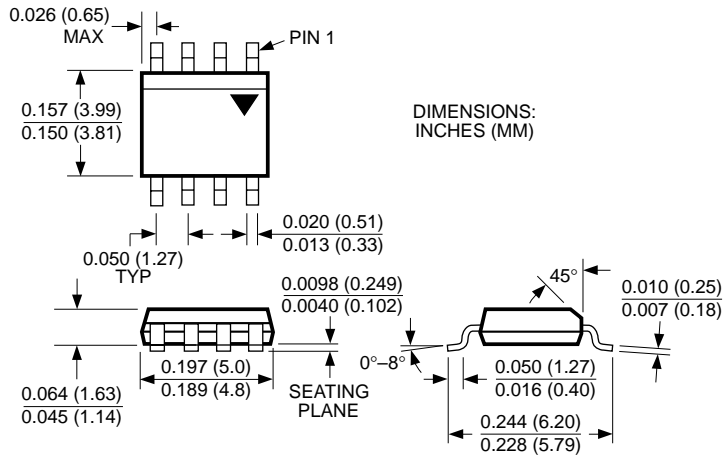 0.026 (0.65)
MAX
PIN 1
0.157 (3.99)
0.150 (3.81)
DIMENSIONS:
INCHES (MM)
0.050 (1.27)
TYP
0.020 (0.51)
0.013 (0.33)
0.0098 (0.249)
0.0040 (0.102)
45°
0.010 (0.25)
0.007 (0.18)
0.064 (1.63)
0.045 (1.14)
0.197 (5.0)
0.189 (4.8)
SEATING
PLANE
0°–8°
0.050 (1.27)
0.016 (0.40)
0.244 (6.20)
0.228 (5.79)